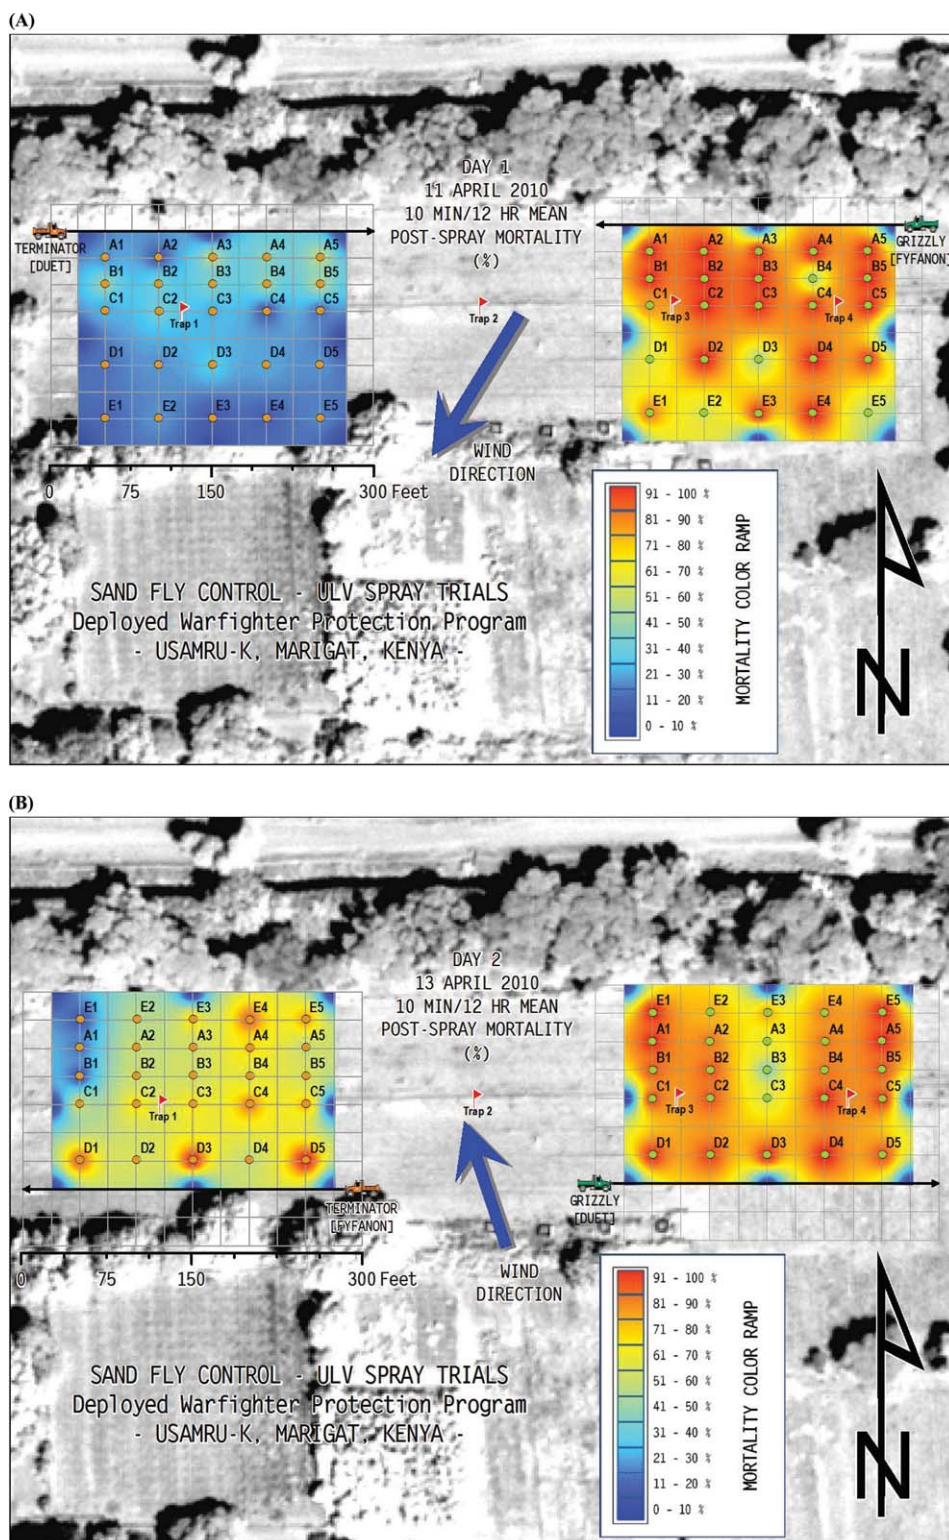 (A)
DAY 1
11 APRIL 2010
10 MIN/12 HR MEAN
POST-SPRAY MORTALITY
(%)
TERMINATOR
[DUET]
A1 A2 A3 A4 A5
B1 B2 B3 B4 B5
C1 C2 C3 C4 C5
Trap 1
D1 D2 D3 D4 D5
E1 E2 E3 E4 E5
Trap 2
GRIZZLY
[FYFANON]
A1 A2 A3 A4 A5
B1 B2 B3 B4 B5
C1 C2 C3 C4 C5
Trap 3 Trap 4
D1 D2 D3 D4 D5
E1 E2 E3 E4 E5
WIND
DIRECTION
0 75 150 300 Feet
SAND FLY CONTROL - ULV SPRAY TRIALS
Deployed Warfighter Protection Program
- USAMRU-K, MARIGAT, KENYA -
91 - 100 %
81 - 90 %
71 - 80 %
61 - 70 %
51 - 60 %
41 - 50 %
31 - 40 %
21 - 30 %
11 - 20 %
0 - 10 %
MORTALITY COLOR RAMP
N
(B)
DAY 2
13 APRIL 2010
10 MIN/12 HR MEAN
POST-SPRAY MORTALITY
(%)
E1 E2 E3 E4 E5
A1 A2 A3 A4 A5
B1 B2 B3 B4 B5
C1 C2 C3 C4 C5
Trap 1
D1 D2 D3 D4 D5
TERMINATOR
[FYFANON]
Trap 2
E1 E2 E3 E4 E5
A1 A2 A3 A4 A5
B1 B2 B3 B4 B5
C1 C2 C3 C4 C5
Trap 3 Trap 4
D1 D2 D3 D4 D5
GRIZZLY
[DUET]
WIND
DIRECTION
0 75 150 300 Feet
SAND FLY CONTROL - ULV SPRAY TRIALS
Deployed Warfighter Protection Program
- USAMRU-K, MARIGAT, KENYA -
91 - 100 %
81 - 90 %
71 - 80 %
61 - 70 %
51 - 60 %
41 - 50 %
31 - 40 %
21 - 30 %
11 - 20 %
0 - 10 %
MORTALITY COLOR RAMP
N